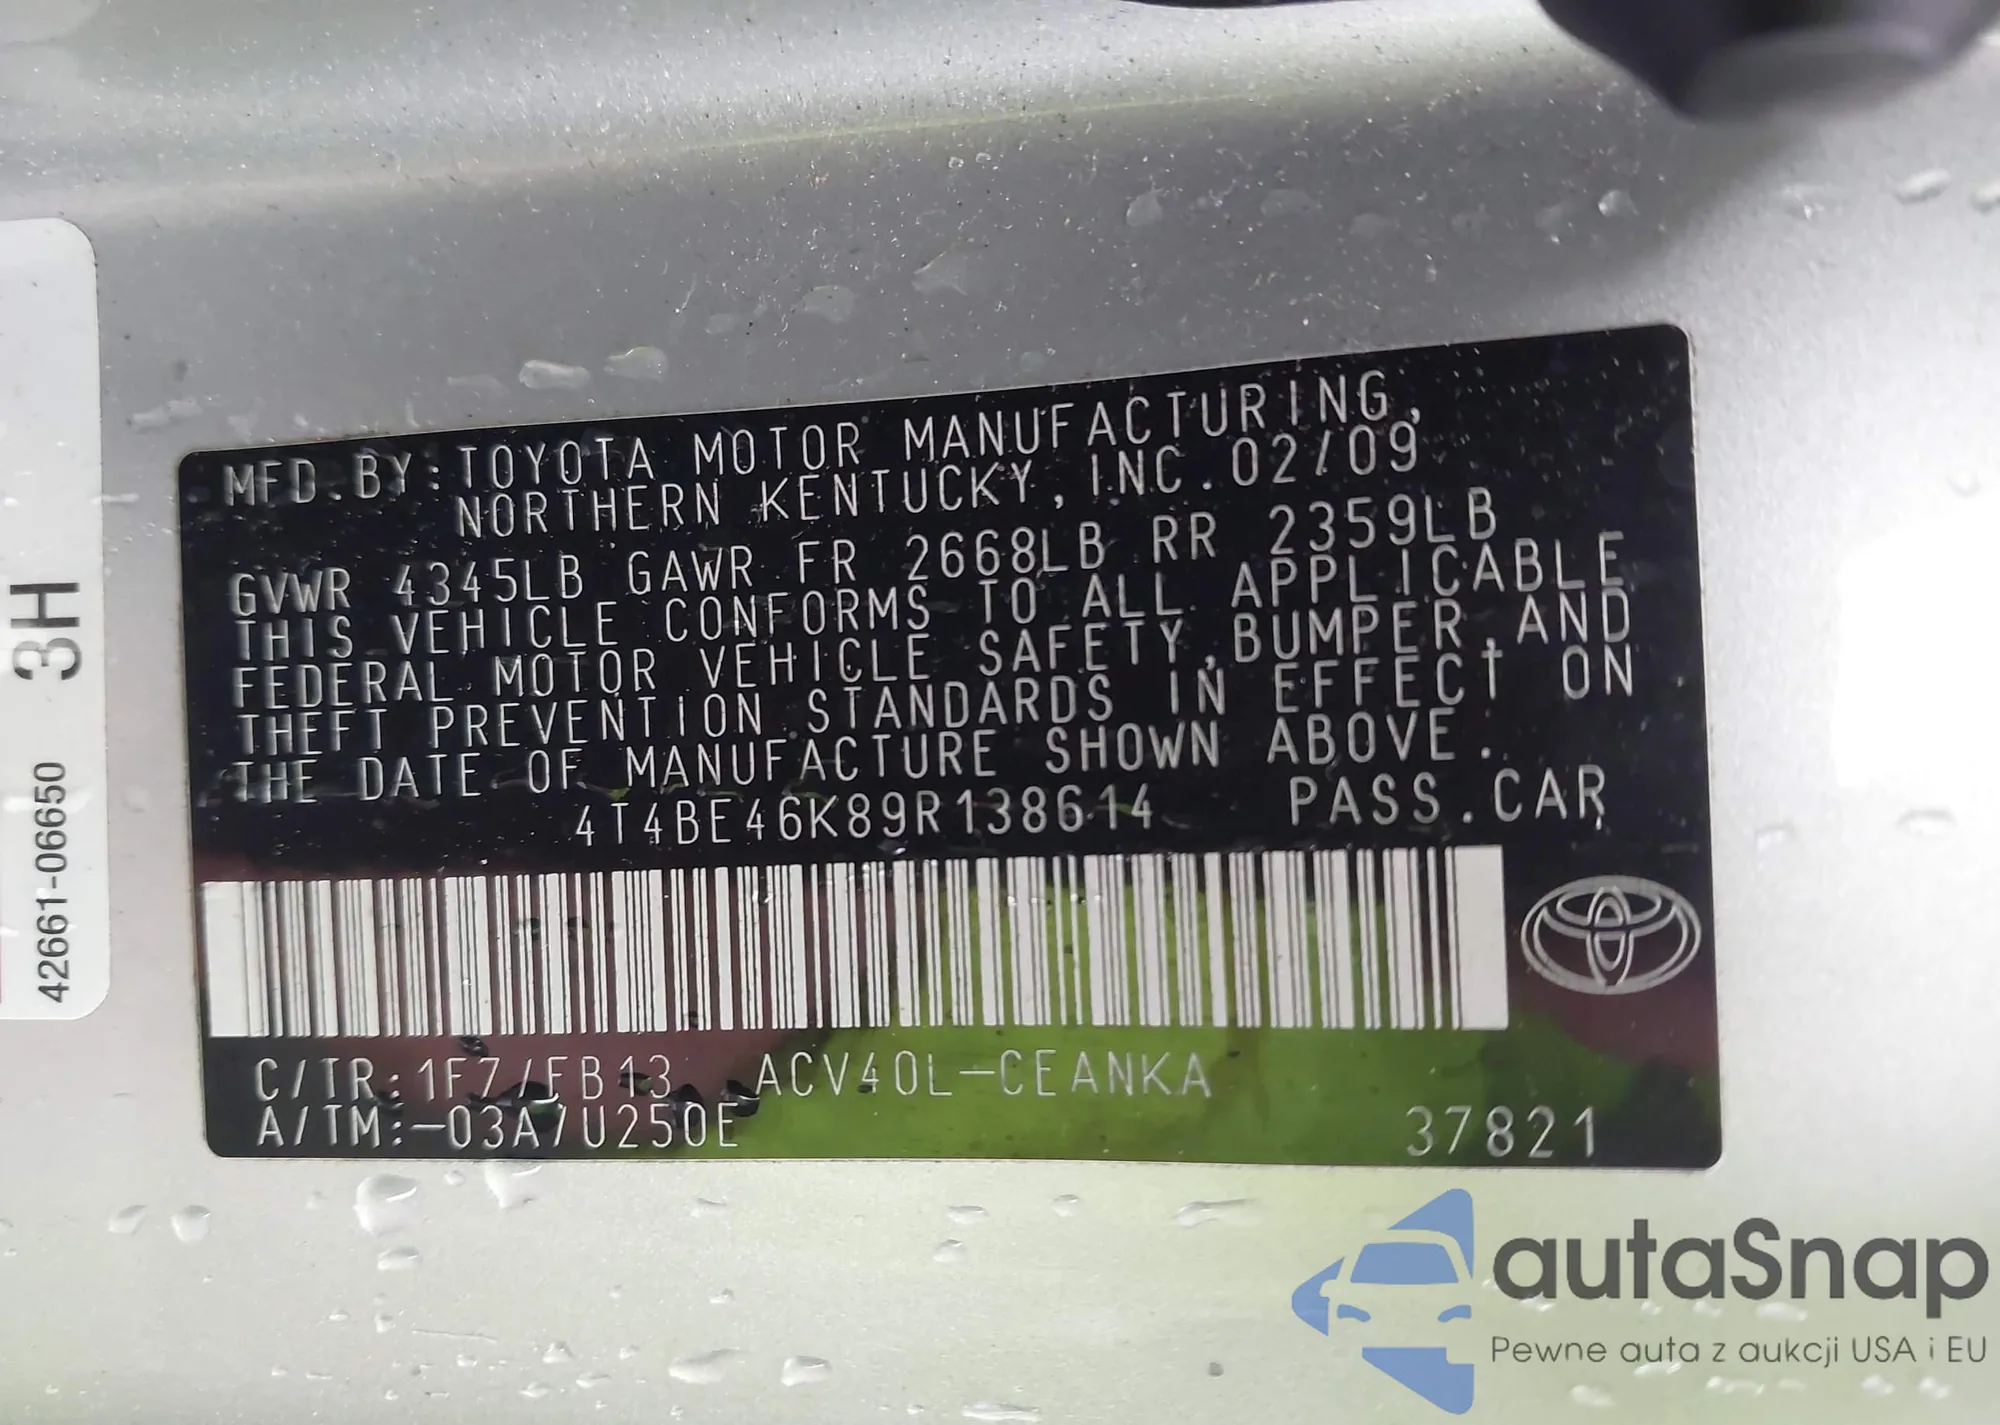 MFD.BY:TOYOTA MOTOR MANUFACTURING,
NORTHERN KENTUCKY, INC. 02/09
GVWR 4345LB GAWR FR 2668LB RR 2359LB
THIS VEHICLE CONFORMS TO ALL APPLICABLE
FEDERAL MOTOR VEHICLE SAFETY, BUMPER, AND
THEFT PREVENTION STANDARDS IN EFFECT ON
THE DATE OF MANUFACTURE SHOWN ABOVE.
4T4BE46K89R138614 PASS.CAR
C/TR:1F7/FB13 ACV40L-CEANKA
A/TM:-03A/U250E
37821
42661-06650 3H
autaSnap
Pewne auta z aukcji USA i EU